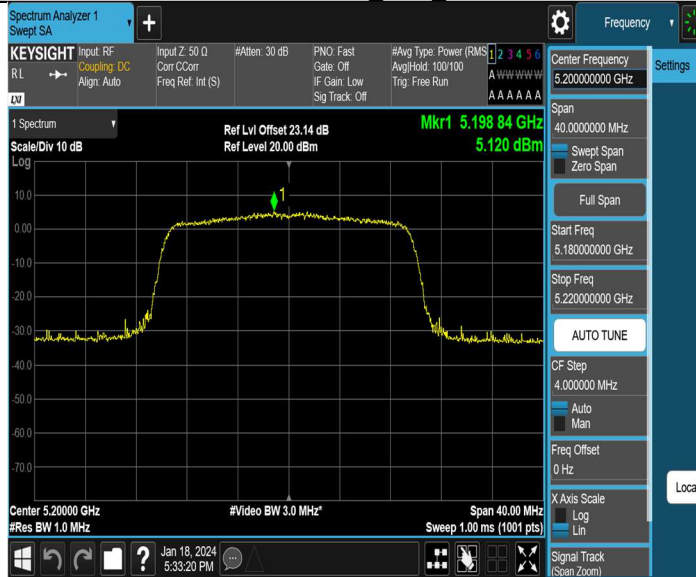 Spectrum Analyzer 1
Swept SA
Frequency
KEYSIGHT
RL
LXI
Input: RF
Coupling: DC
Align: Auto
Input Z: 50 Ω
Corr CCorr
Freq Ref: Int (S)
#Atten: 30 dB
PNO: Fast
Gate: Off
IF Gain: Low
Sig Track: Off
#Avg Type: Power (RMS
Avg|Hold: 100/100
Trig: Free Run
1 2 3 4 5 6
A W W W W W
A A A A A A
1 Spectrum
Scale/Div 10 dB
Log
Ref Lvl Offset 23.14 dB
Ref Level 20.00 dBm
Mkr1 5.198 84 GHz
5.120 dBm
1
10.0
0.00
-10.0
-20.0
-30.0
-40.0
-50.0
-60.0
-70.0
Center 5.20000 GHz
#Res BW 1.0 MHz
#Video BW 3.0 MHz*
Span 40.00 MHz
Sweep 1.00 ms (1001 pts)
Jan 18, 2024
5:33:20 PM
?
Center Frequency
5.200000000 GHz
Span
40.0000000 MHz
Swept Span
Zero Span
Full Span
Start Freq
5.180000000 GHz
Stop Freq
5.220000000 GHz
AUTO TUNE
CF Step
4.000000 MHz
Auto
Man
Freq Offset
0 Hz
X Axis Scale
Log
Lin
Signal Track
(Span Zoom)
Settings
Loca